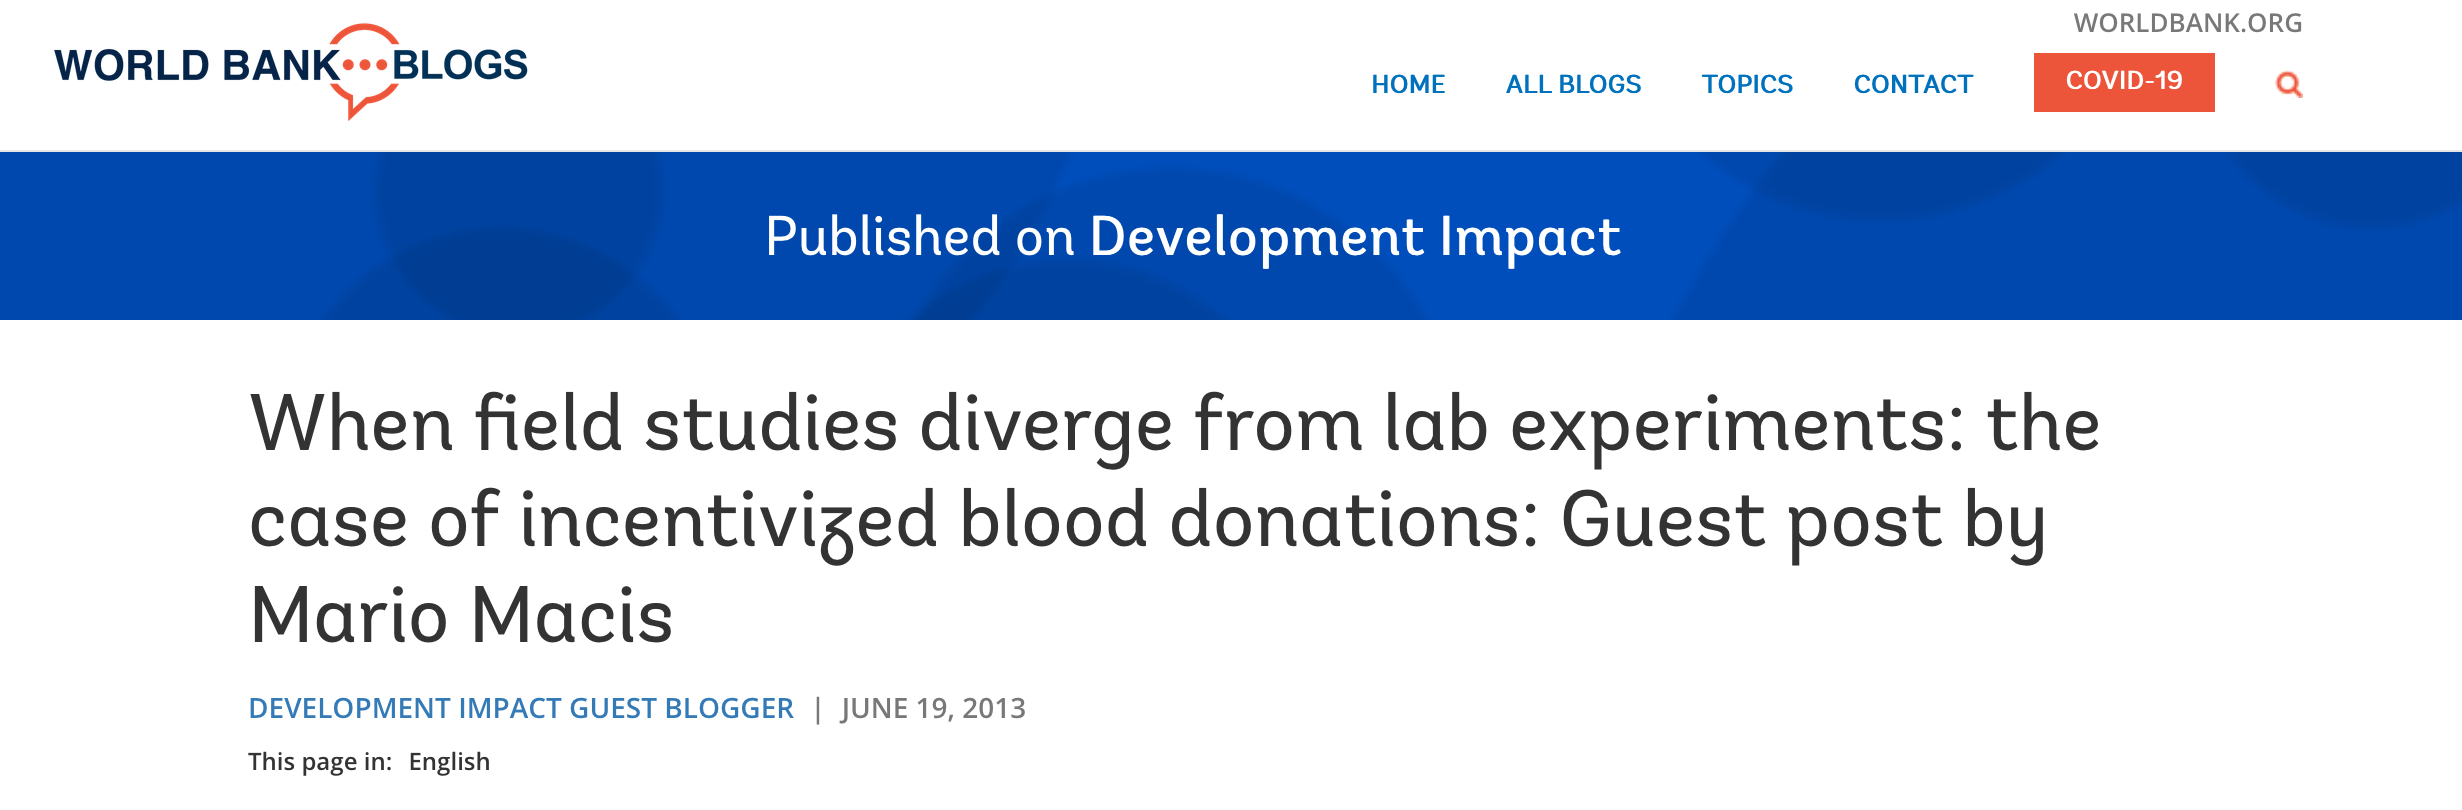 WORLDBANK.ORG
WORLD BANK BLOGS
HOME ALL BLOGS TOPICS CONTACT COVID-19
Published on Development Impact
When field studies diverge from lab experiments: the
case of incentivized blood donations: Guest post by
Mario Macis
DEVELOPMENT IMPACT GUEST BLOGGER | JUNE 19, 2013
This page in: English